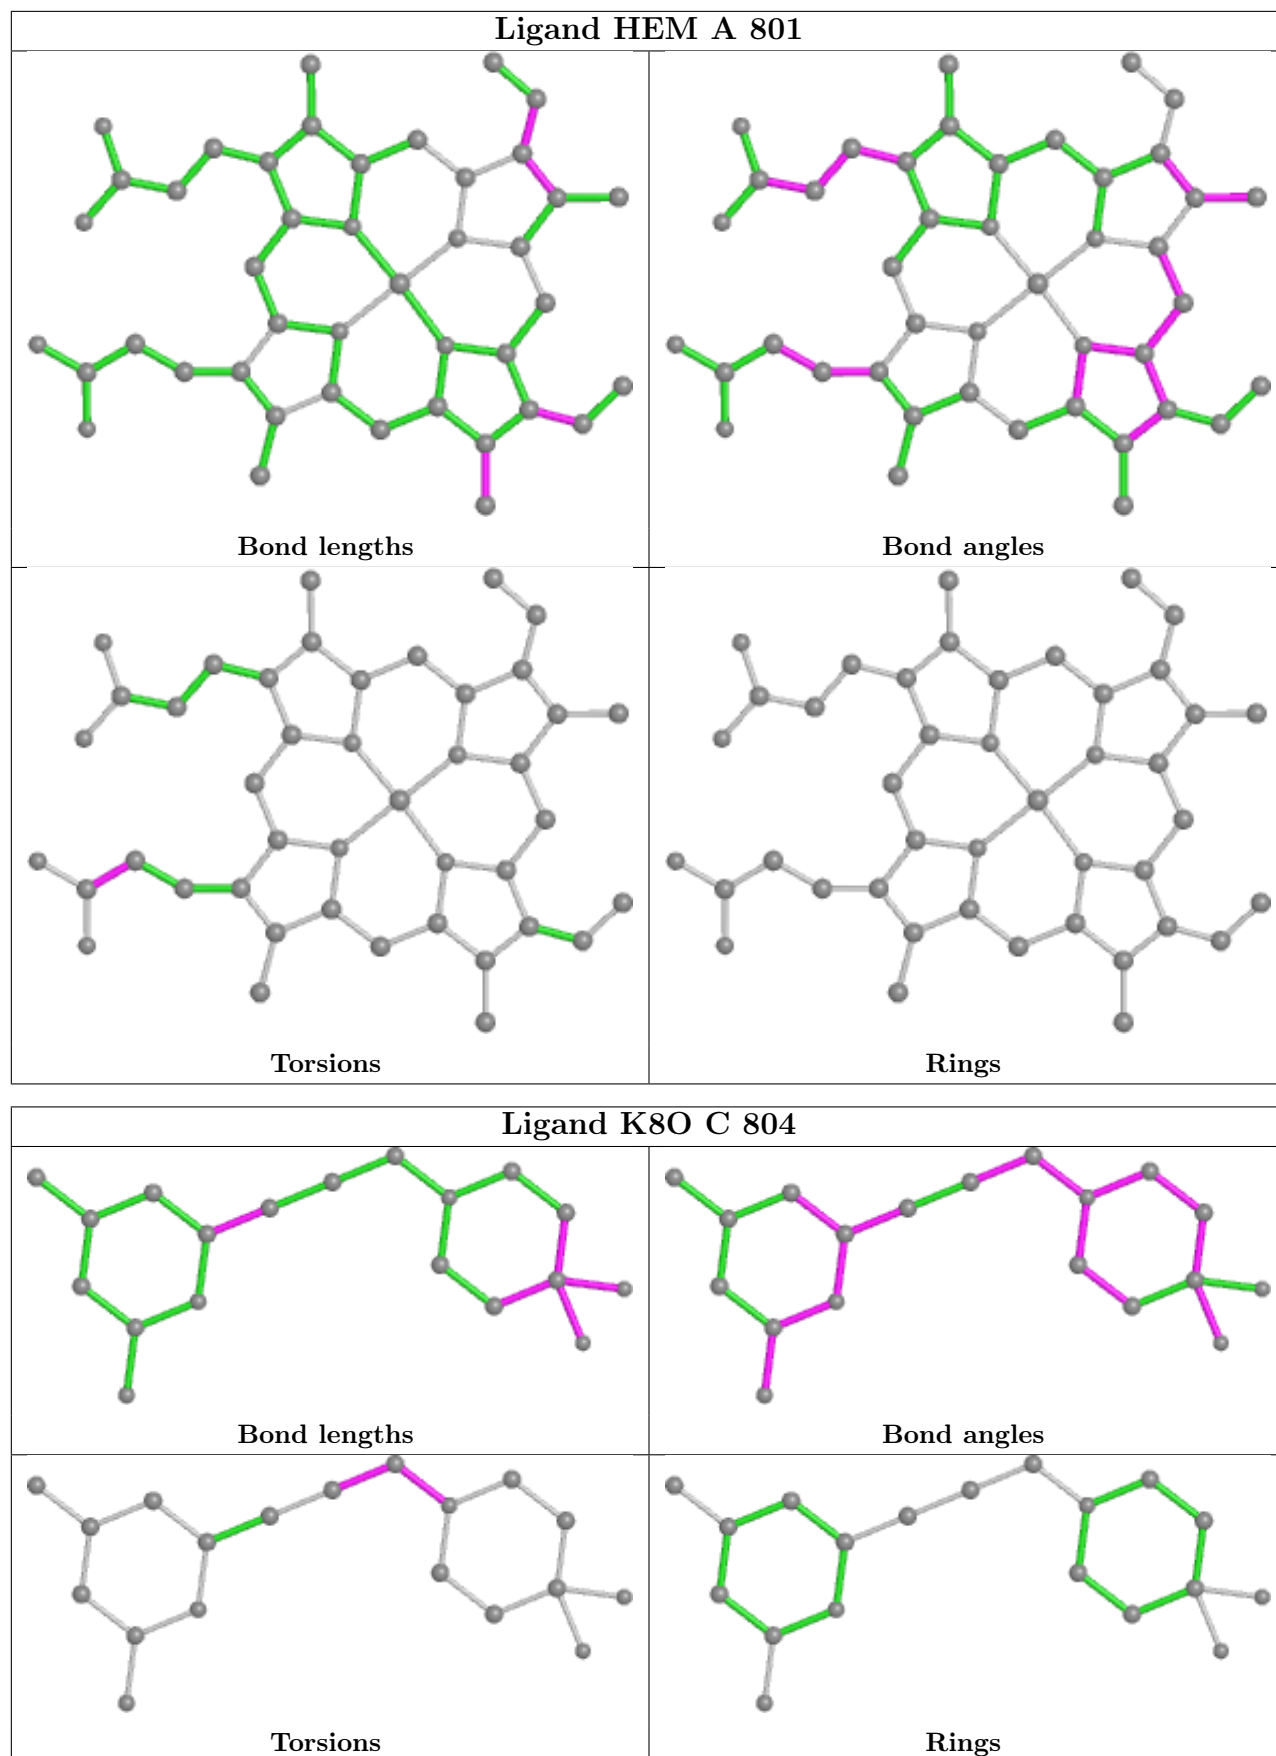 Ligand HEM A 801
Bond lengths
Bond angles
Torsions
Rings
Ligand K8O C 804
Bond lengths
Bond angles
Torsions
Rings